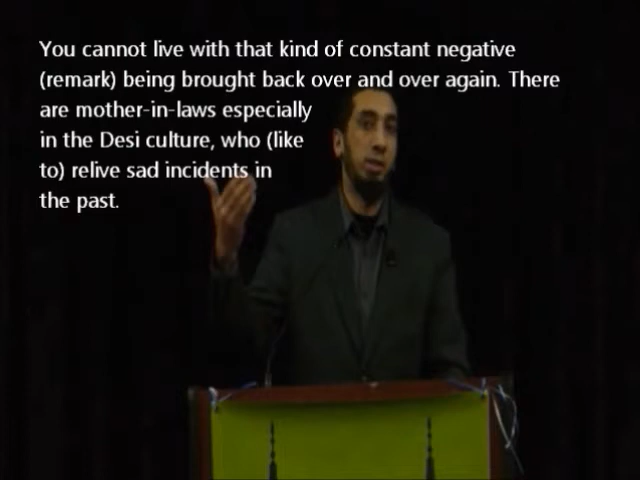 You cannot live with that kind of constant negative
(remark) being brought back over and over again. There
are mother-in-laws especially
in the Desi culture, who (like
to) relive sad incidents in
the past.